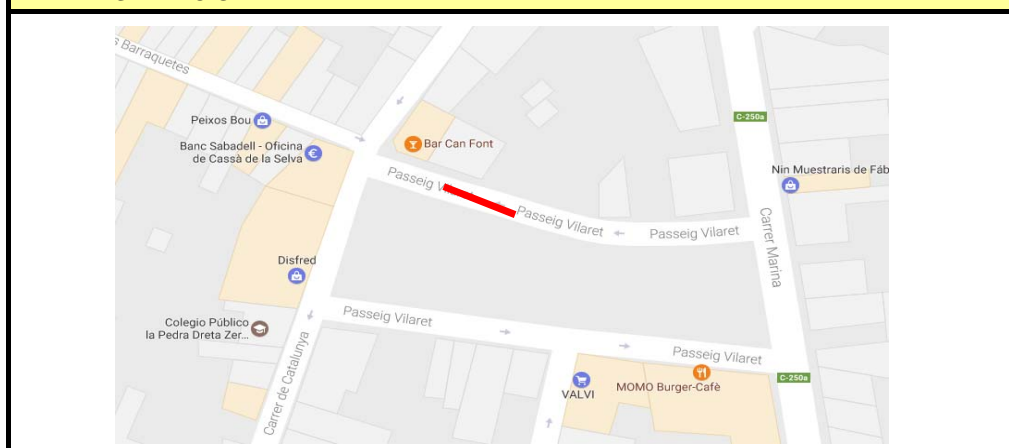 s Barraquetes
Peixos Bou
Banc Sabadell - Oficina
de Cassà de la Selva
€
Bar Can Font
C-250a
Nin Muestraris de Fáb
Passeig
Passeig Vilaret
Passeig Vilaret
Carrer Marina
Disfred
Colegio Público
la Pedra Dreta Zer...
Passeig Vilaret
Passeig Vilaret
Carrer de Catalunya
VALVI
MOMO Burger-Cafè
C-250a